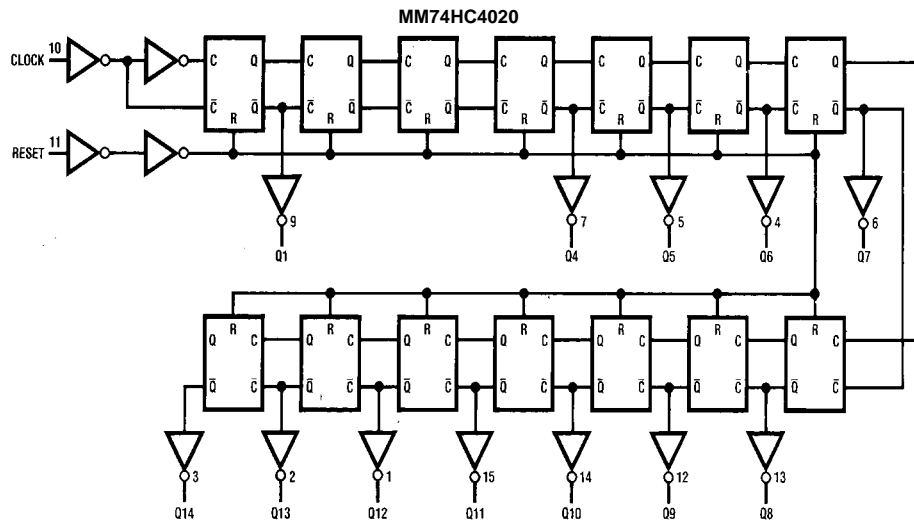 MM74HC4020
CLOCK 10
C Q C Q C Q C Q C Q C Q C Q
C̅ Q̅ C̅ Q̅ C̅ Q̅ C̅ Q̅ C̅ Q̅ C̅ Q̅ C̅ Q̅
R R R R R R R
RESET 11
9 7 5 4 6
Q1 Q4 Q5 Q6 Q7
R R R R R R R
Q C Q C Q C Q C Q C Q C Q C
Q̅ C̅ Q̅ C̅ Q̅ C̅ Q̅ C̅ Q̅ C̅ Q̅ C̅ Q̅ C̅
3 2 1 15 14 12 13
Q14 Q13 Q12 Q11 Q10 Q9 Q8